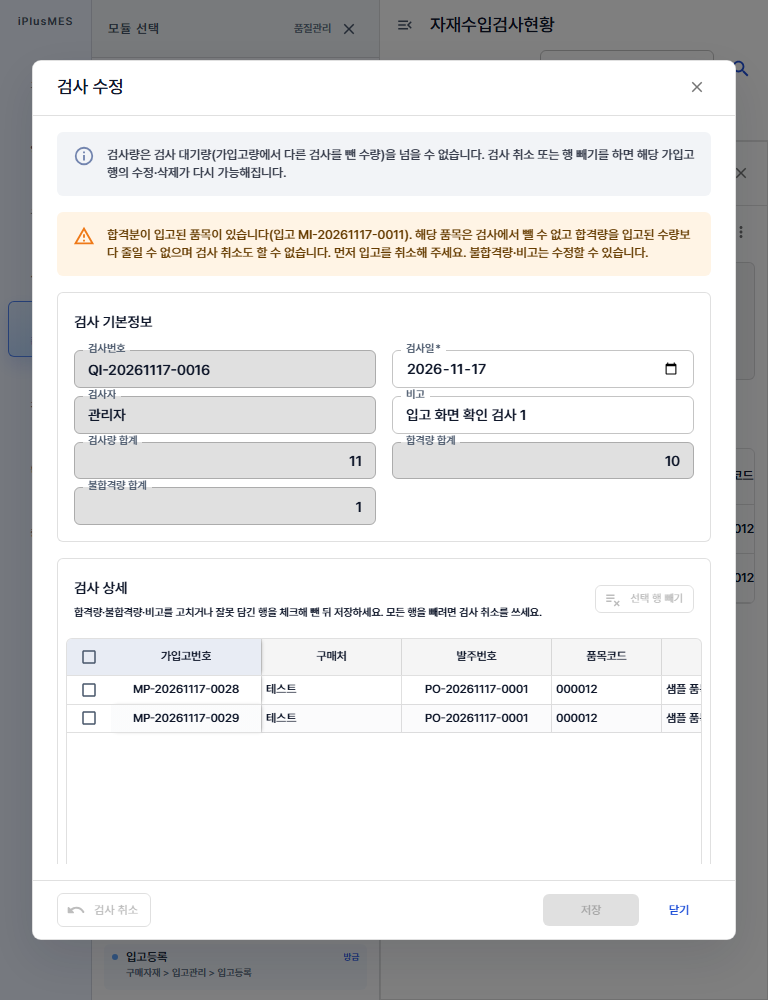 iPlusMES
모듈 선택
품질관리
자재수입검사현황
검사 수정
검사량은 검사 대기량(가입고량에서 다른 검사를 뺀 수량)을 넘을 수 없습니다. 검사 취소 또는 행 빼기를 하면 해당 가입고
행의 수정·삭제가 다시 가능해집니다.
합격분이 입고된 품목이 있습니다(입고 MI-20261117-0011). 해당 품목은 검사에서 뺄 수 없고 합격량을 입고된 수량보
다 줄일 수 없으며 검사 취소도 할 수 없습니다. 먼저 입고를 취소해 주세요. 불합격량·비고는 수정할 수 있습니다.
검사 기본정보
검사번호
QI-20261117-0016
검사일*
2026-11-17
검사자
관리자
비고
입고 화면 확인 검사 1
검사량 합계
11
합격량 합계
10
불합격량 합계
1
검사 상세
합격량·불합격량·비고를 고치거나 잘못 담긴 행을 체크해 뺀 뒤 저장하세요. 모든 행을 빼려면 검사 취소를 쓰세요.
선택 행 빼기
가입고번호 구매처 발주번호 품목코드
MP-20261117-0028 테스트 PO-20261117-0001 000012 샘플 품
MP-20261117-0029 테스트 PO-20261117-0001 000012 샘플 품
코드
012
012
검사 취소
저장
닫기
입고등록
방금
구매자재 > 입고관리 > 입고등록